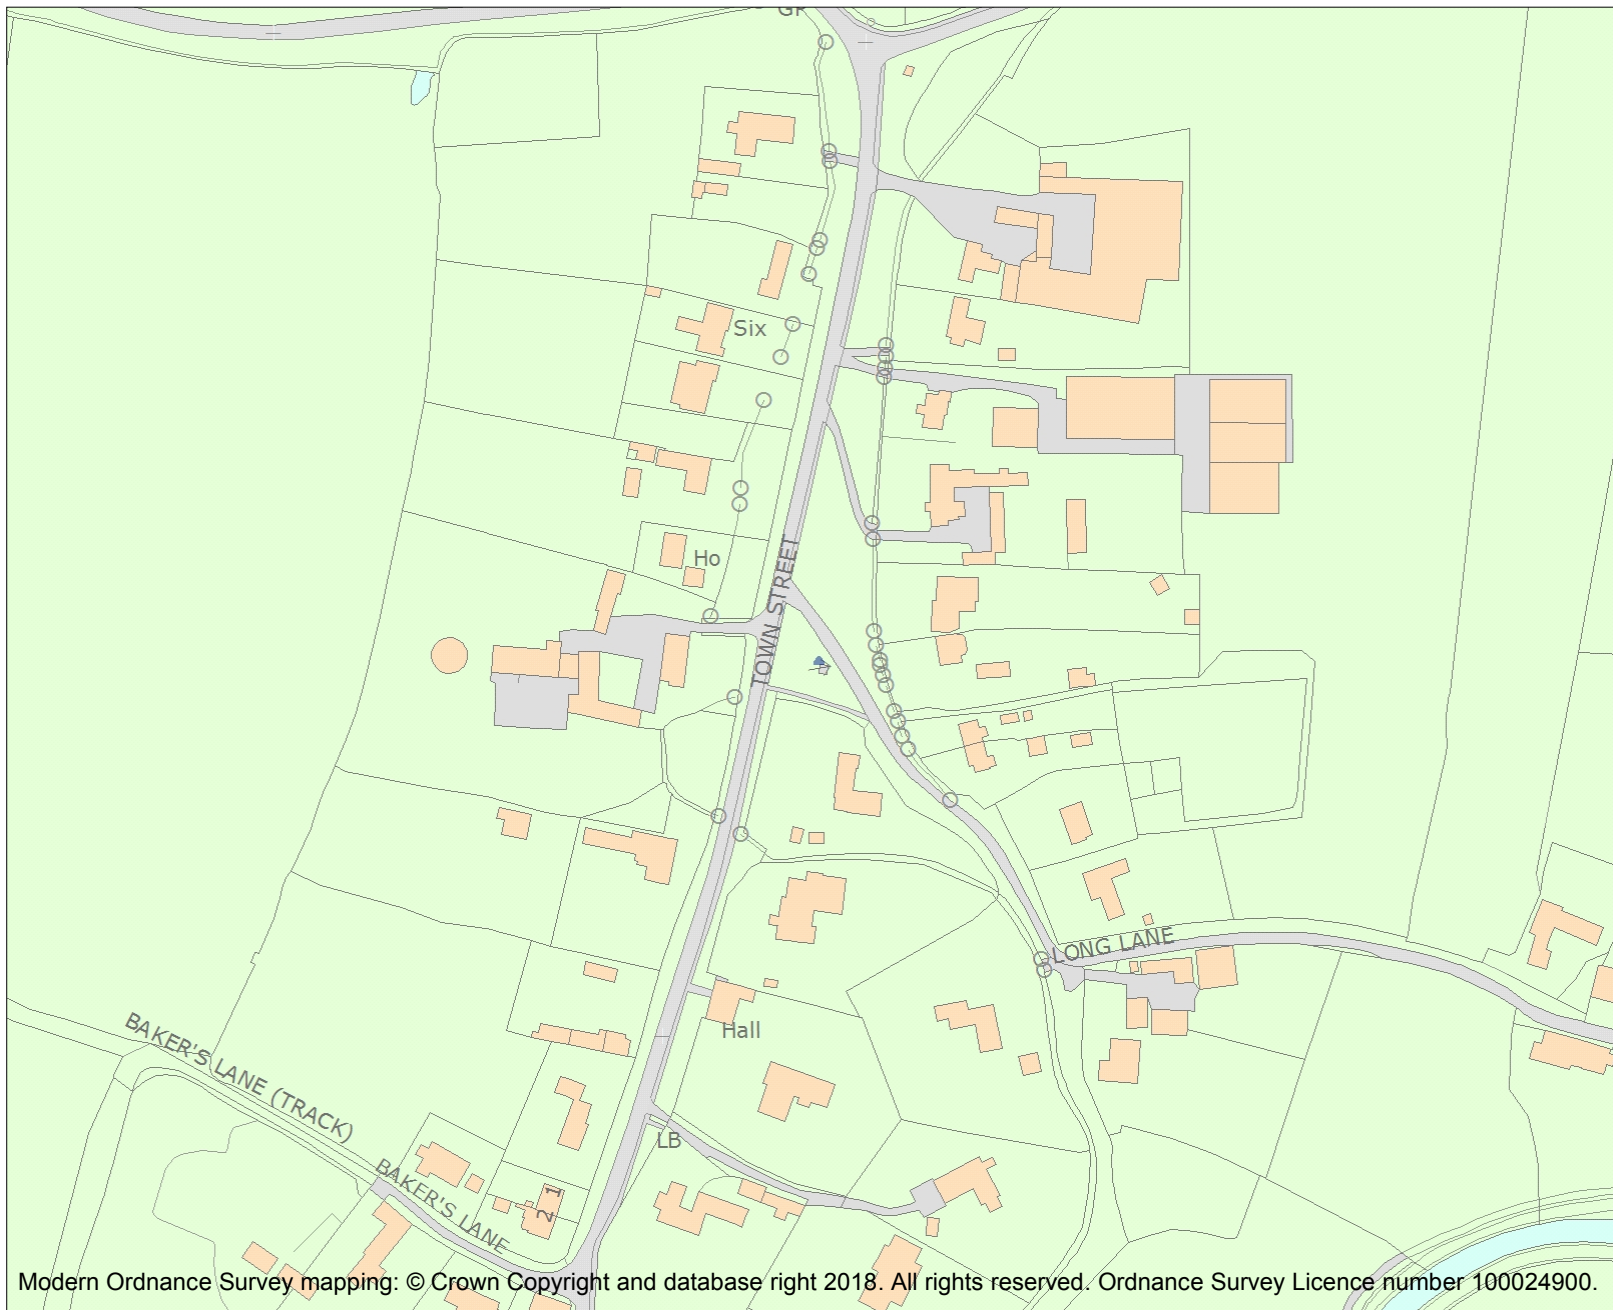 Six
Ho
TOWN STREET
LONG LANE
Hall
BAKER'S LANE (TRACK)
LB
BAKER'S LANE
1
2
Modern Ordnance Survey mapping: © Crown Copyright and database right 2018. All rights reserved. Ordnance Survey Licence number 100024900.